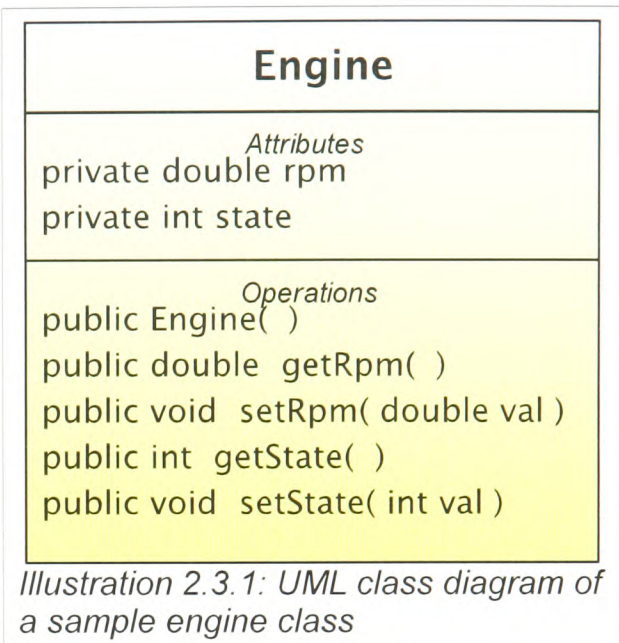 Engine
Attributes
private double rpm
private int state
Operations
public Engine( )
public double getRpm( )
public void setRpm( double val )
public int getState( )
public void setState( int val )
Illustration 2.3.1: UML class diagram of
a sample engine class